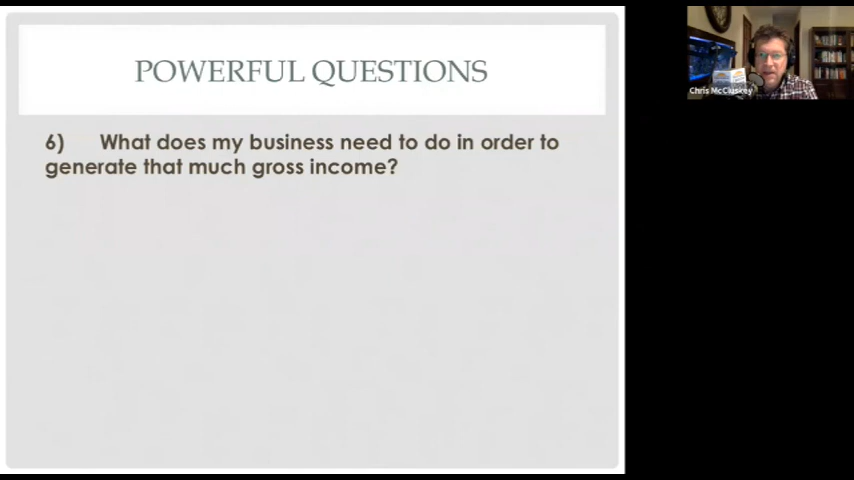 POWERFUL QUESTIONS
6) What does my business need to do in order to
generate that much gross income?
Chris McCluskey